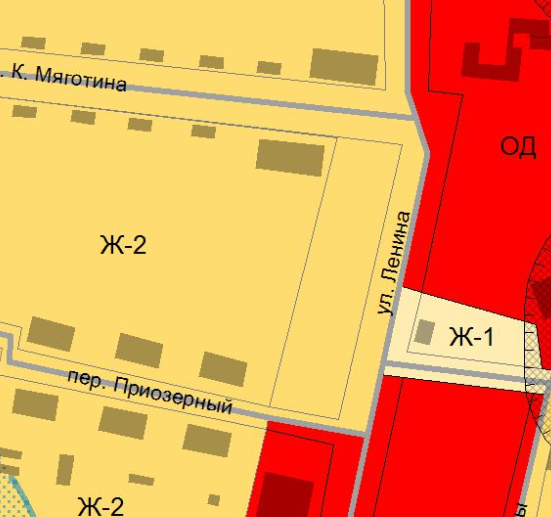 . К. Мяготина
ОД
Ж-2
ул. Ленина
Ж-1
пер. Приозерный
Ж-2
ы